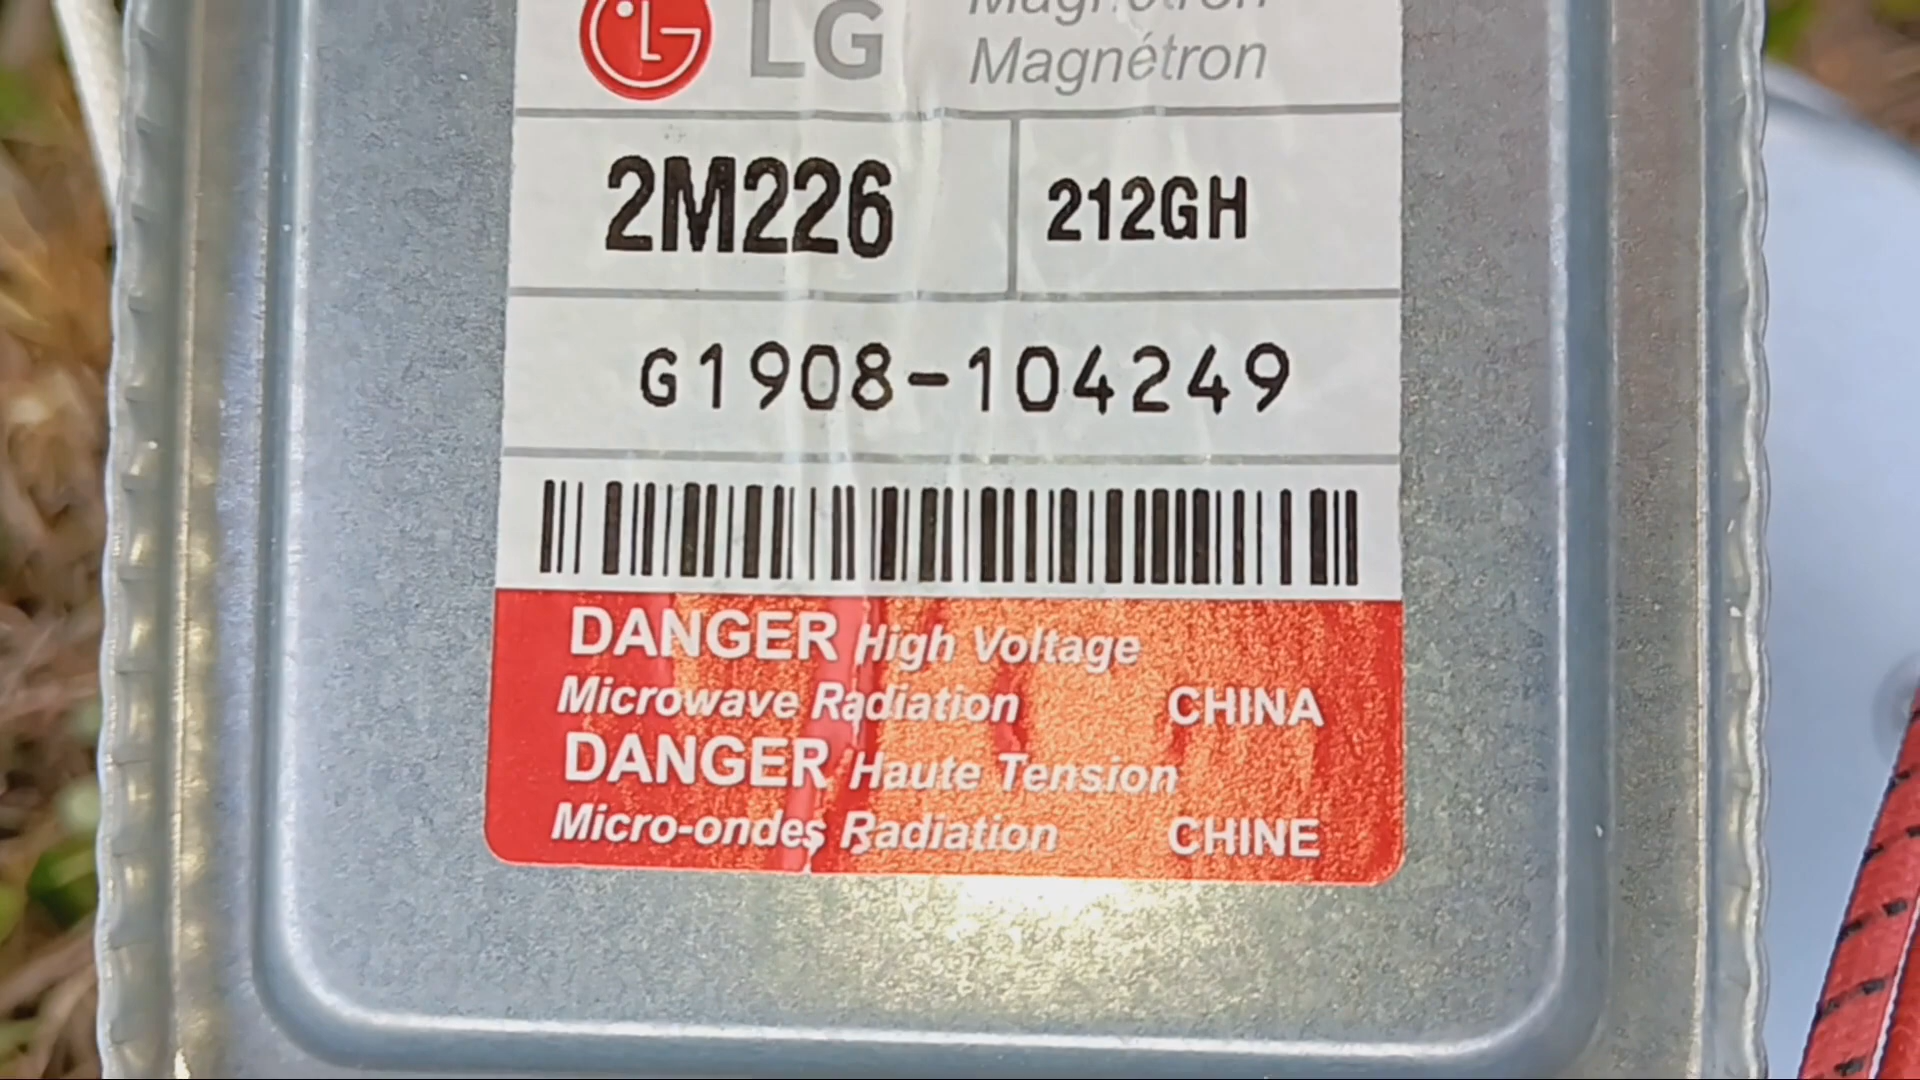 LG
Magnetron
Magnétron
2M226
212GH
G1908-104249
DANGER High Voltage
Microwave Radiation CHINA
DANGER Haute Tension
Micro-ondes Radiation CHINE